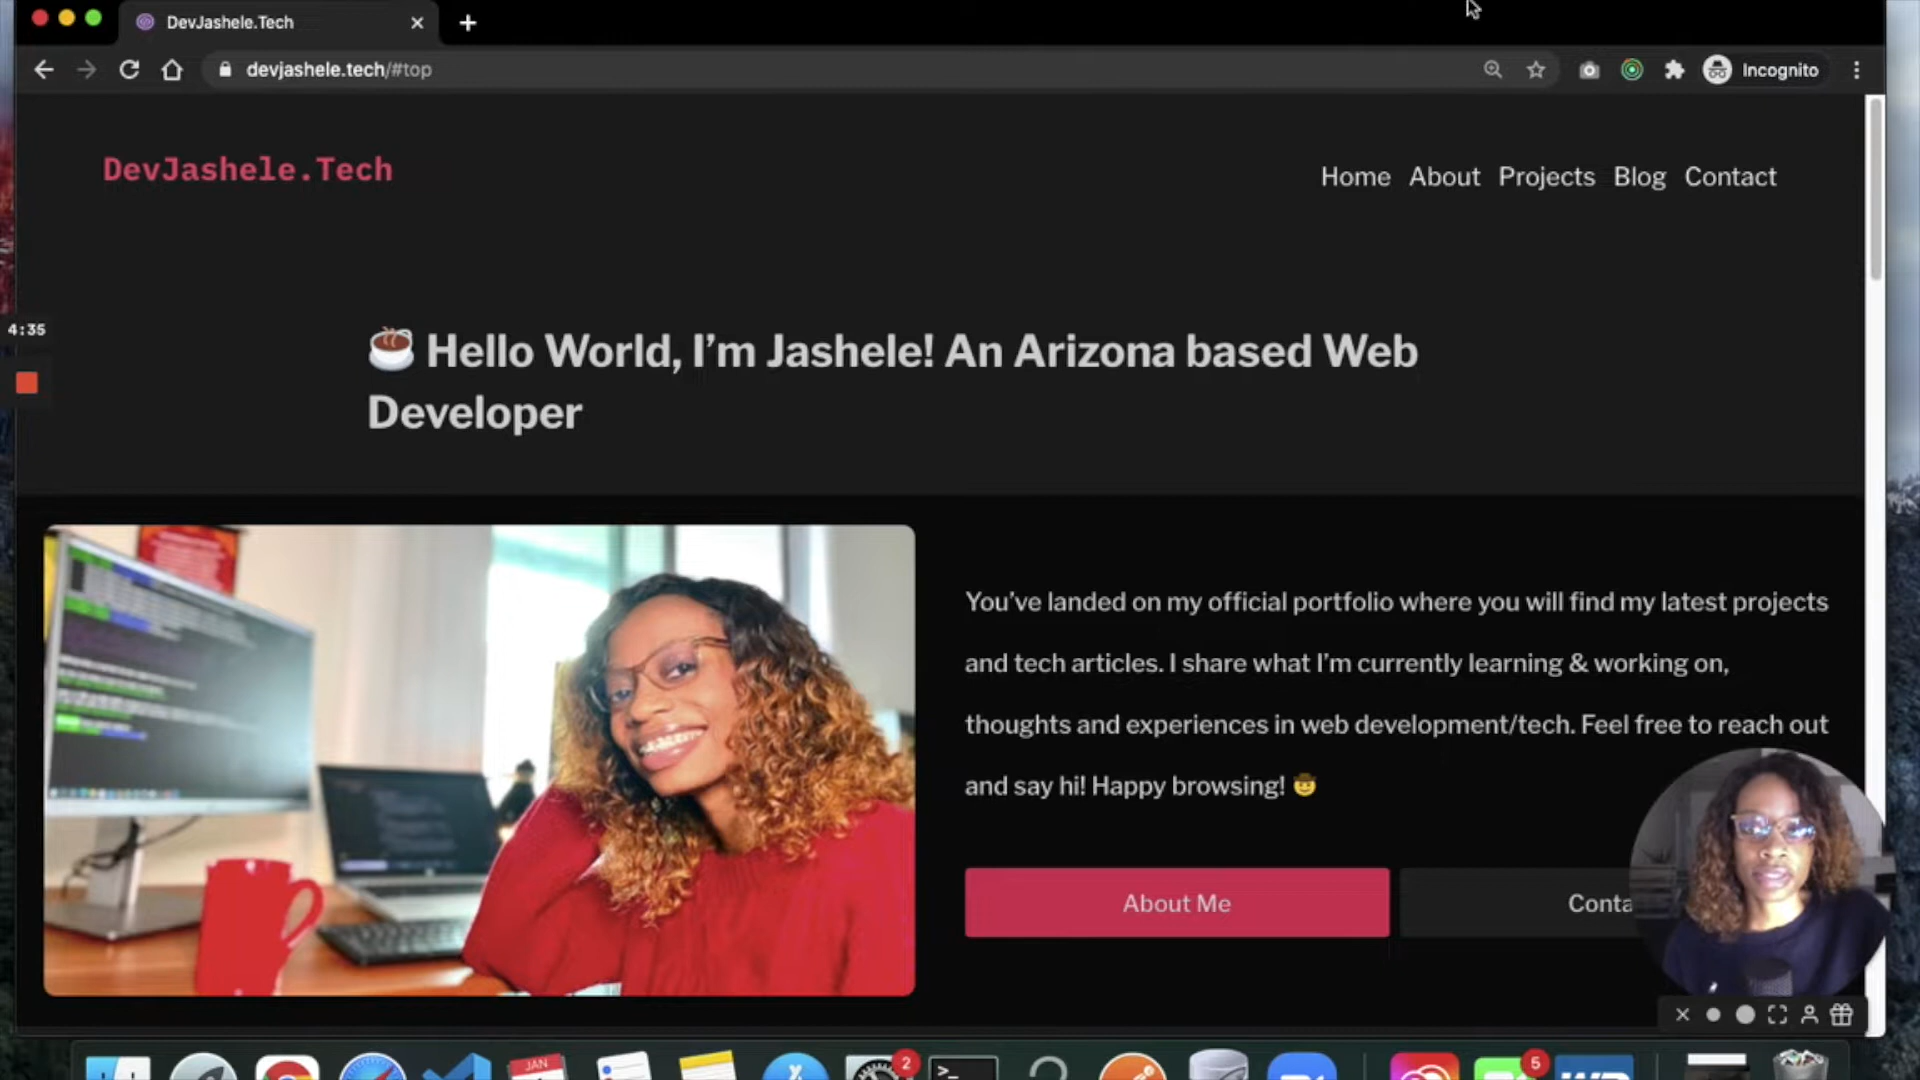 DevJashele.Tech
devjashele.tech/#top
Incognito
DevJashele.Tech
Home About Projects Blog Contact
4:35
Hello World, I'm Jashele! An Arizona based Web
Developer
You've landed on my official portfolio where you will find my latest projects
and tech articles. I share what I'm currently learning & working on,
thoughts and experiences in web development/tech. Feel free to reach out
and say hi! Happy browsing!
About Me
Conta
JAN
2
>_
5